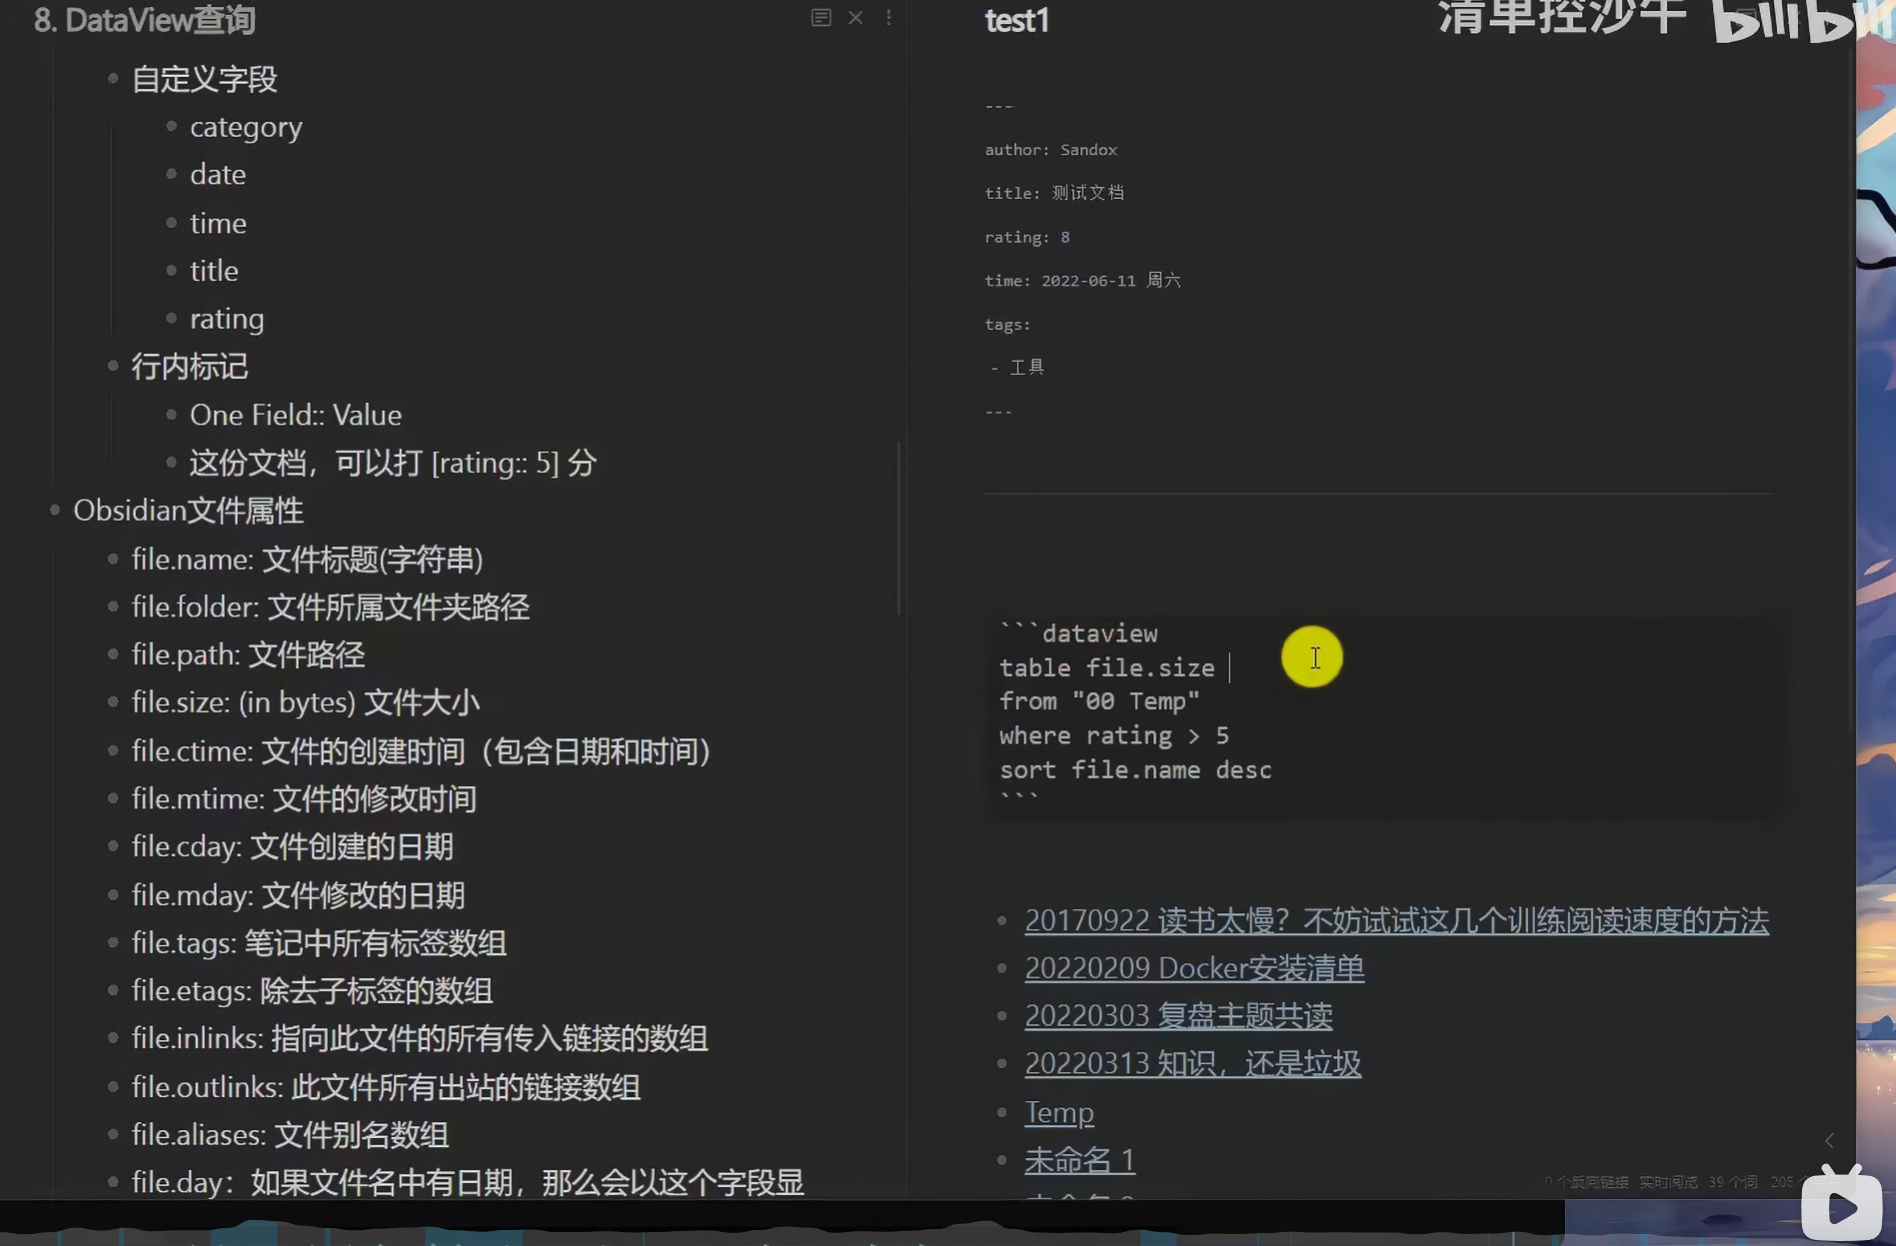 8. DataView查询
自定义字段
category
date
time
title
rating
行内标记
One Field:: Value
这份文档，可以打 [rating:: 5] 分
Obsidian文件属性
file.name: 文件标题(字符串)
file.folder: 文件所属文件夹路径
file.path: 文件路径
file.size: (in bytes) 文件大小
file.ctime: 文件的创建时间（包含日期和时间）
file.mtime: 文件的修改时间
file.cday: 文件创建的日期
file.mday: 文件修改的日期
file.tags: 笔记中所有标签数组
file.etags: 除去子标签的数组
file.inlinks: 指向此文件的所有传入链接的数组
file.outlinks: 此文件所有出站的链接数组
file.aliases: 文件别名数组
file.day：如果文件名中有日期，那么会以这个字段显
test1
清单控沙牛 bilibili
---
author: Sandox
title: 测试文档
rating: 8
time: 2022-06-11 周六
tags:
- 工具
---
```dataview
table file.size
from "00 Temp"
where rating > 5
sort file.name desc
```
20170922 读书太慢？不妨试试这几个训练阅读速度的方法
20220209 Docker安装清单
20220303 复盘主题共读
20220313 知识，还是垃圾
Temp
未命名 1
0 个反向链接 实时阅览 39 个词 205